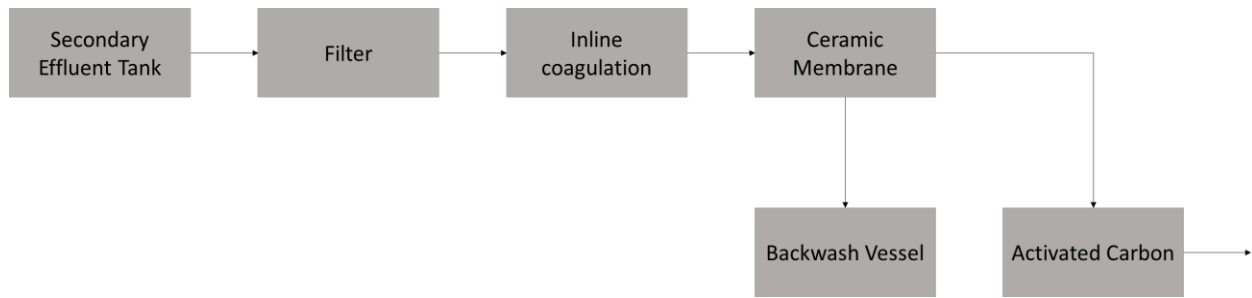 Secondary
Effluent Tank
Filter
Inline
coagulation
Ceramic
Membrane
Backwash Vessel
Activated Carbon